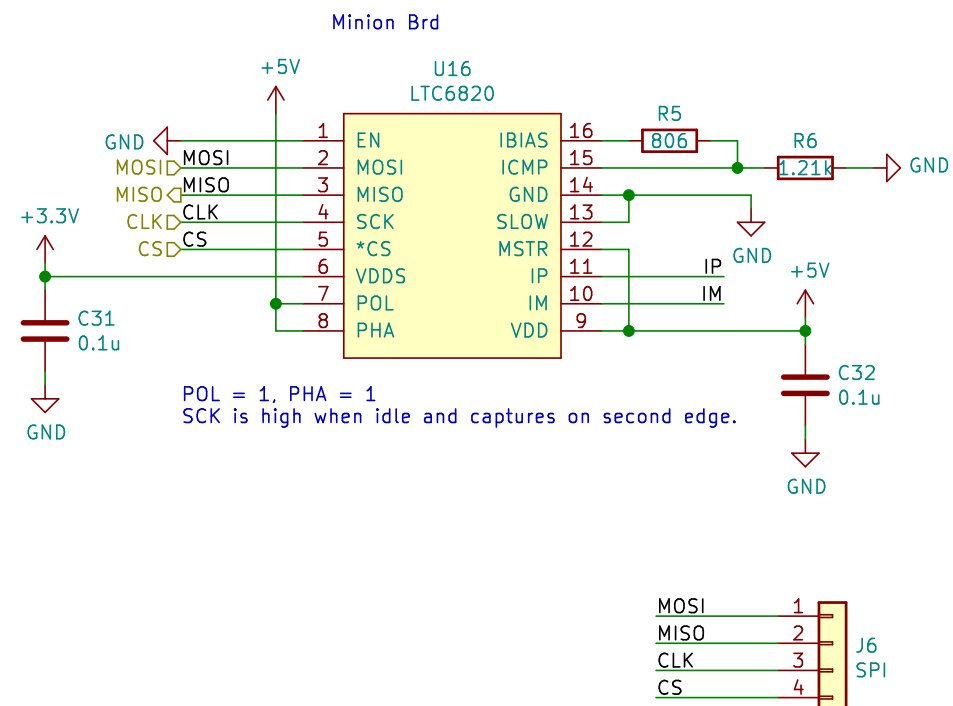 Minion Brd
+5V
U16
LTC6820
GND
1 EN
MOSI MOSI 2 MOSI
MISO MISO 3 MISO
CLK CLK 4 SCK
CS CS 5 *CS
+3.3V
6 VDDS
7 POL
8 PHA
IBIAS 16
ICMP 15
GND 14
SLOW 13
MSTR 12
IP 11 IP
IM 10 IM
VDD 9
R5
806
R6
1.21k
GND
GND
+5V
C31
0.1u
GND
C32
0.1u
GND
POL = 1, PHA = 1
SCK is high when idle and captures on second edge.
MOSI 1
MISO 2
CLK 3
CS 4
J6
SPI